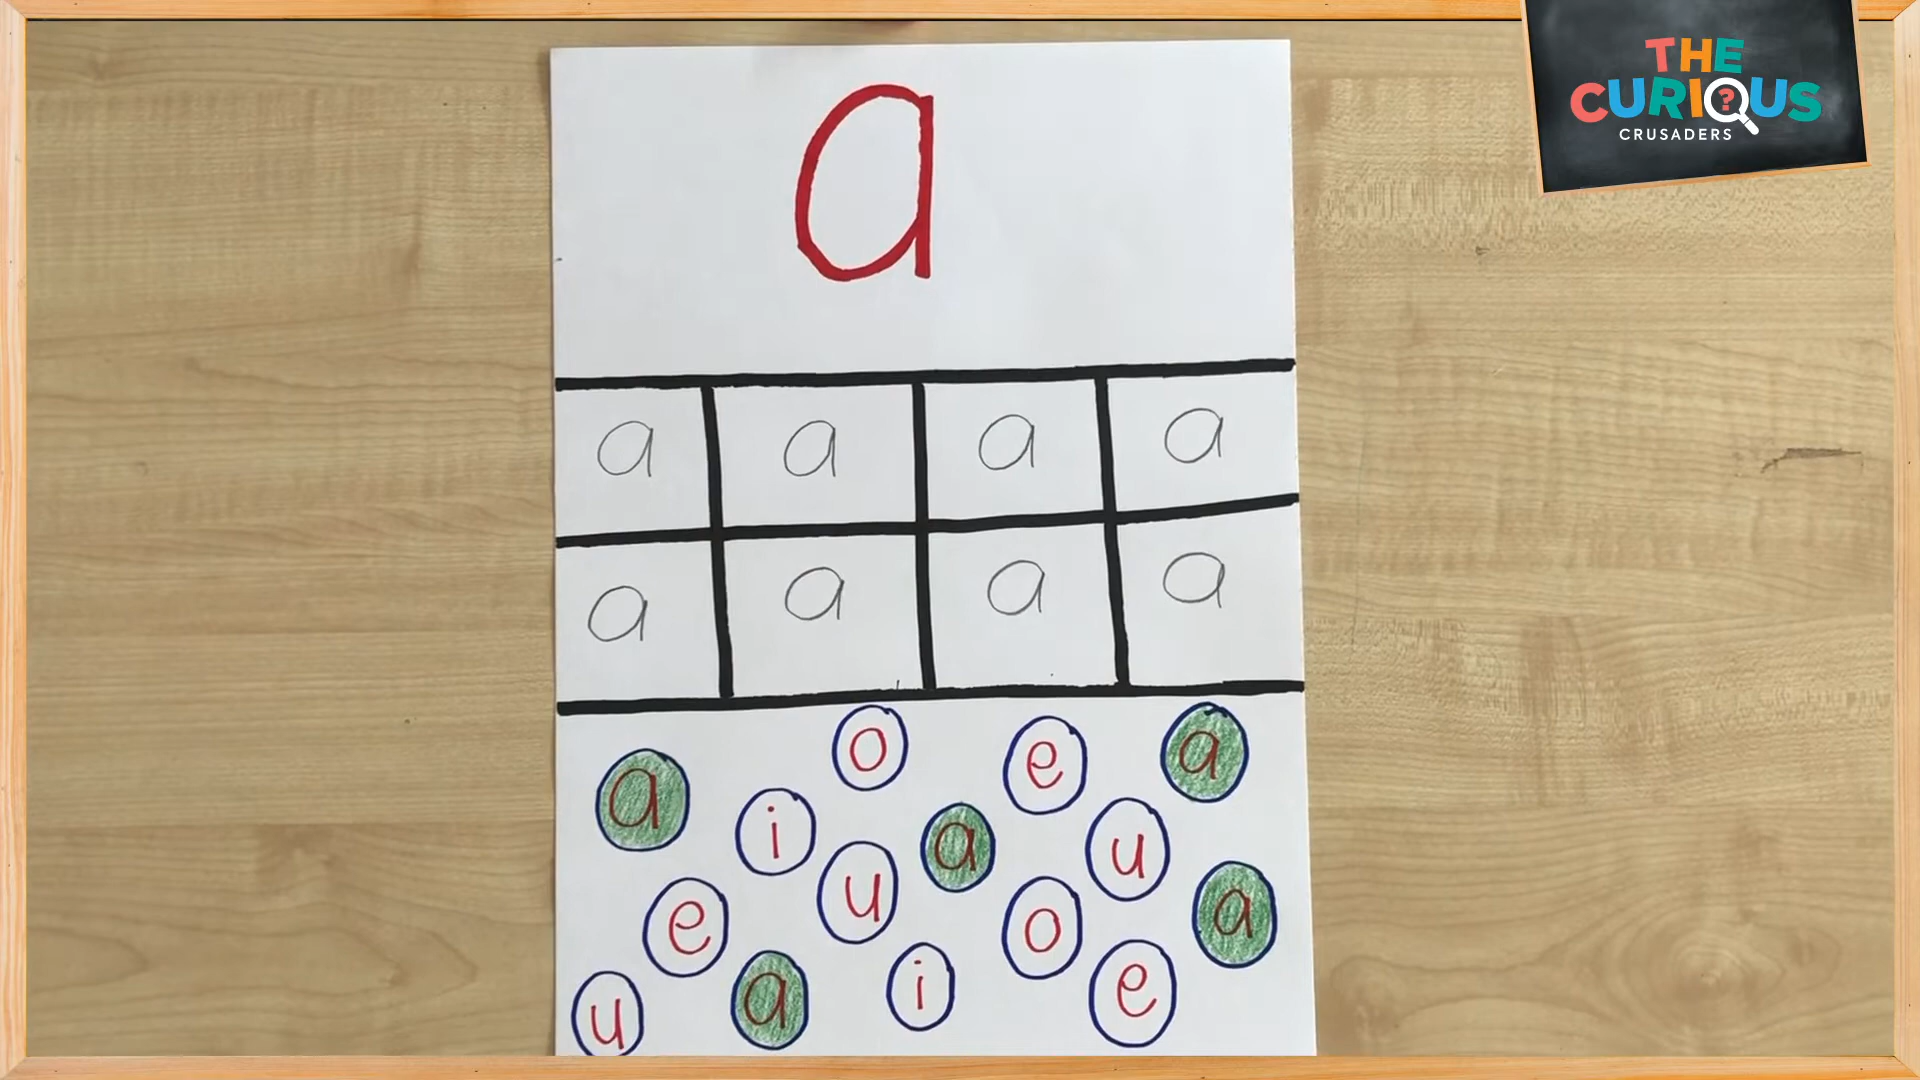 THE
CURIOUS
CRUSADERS
a
a a a a
a a a a
o e a
a i a u
e u o a
u a i e